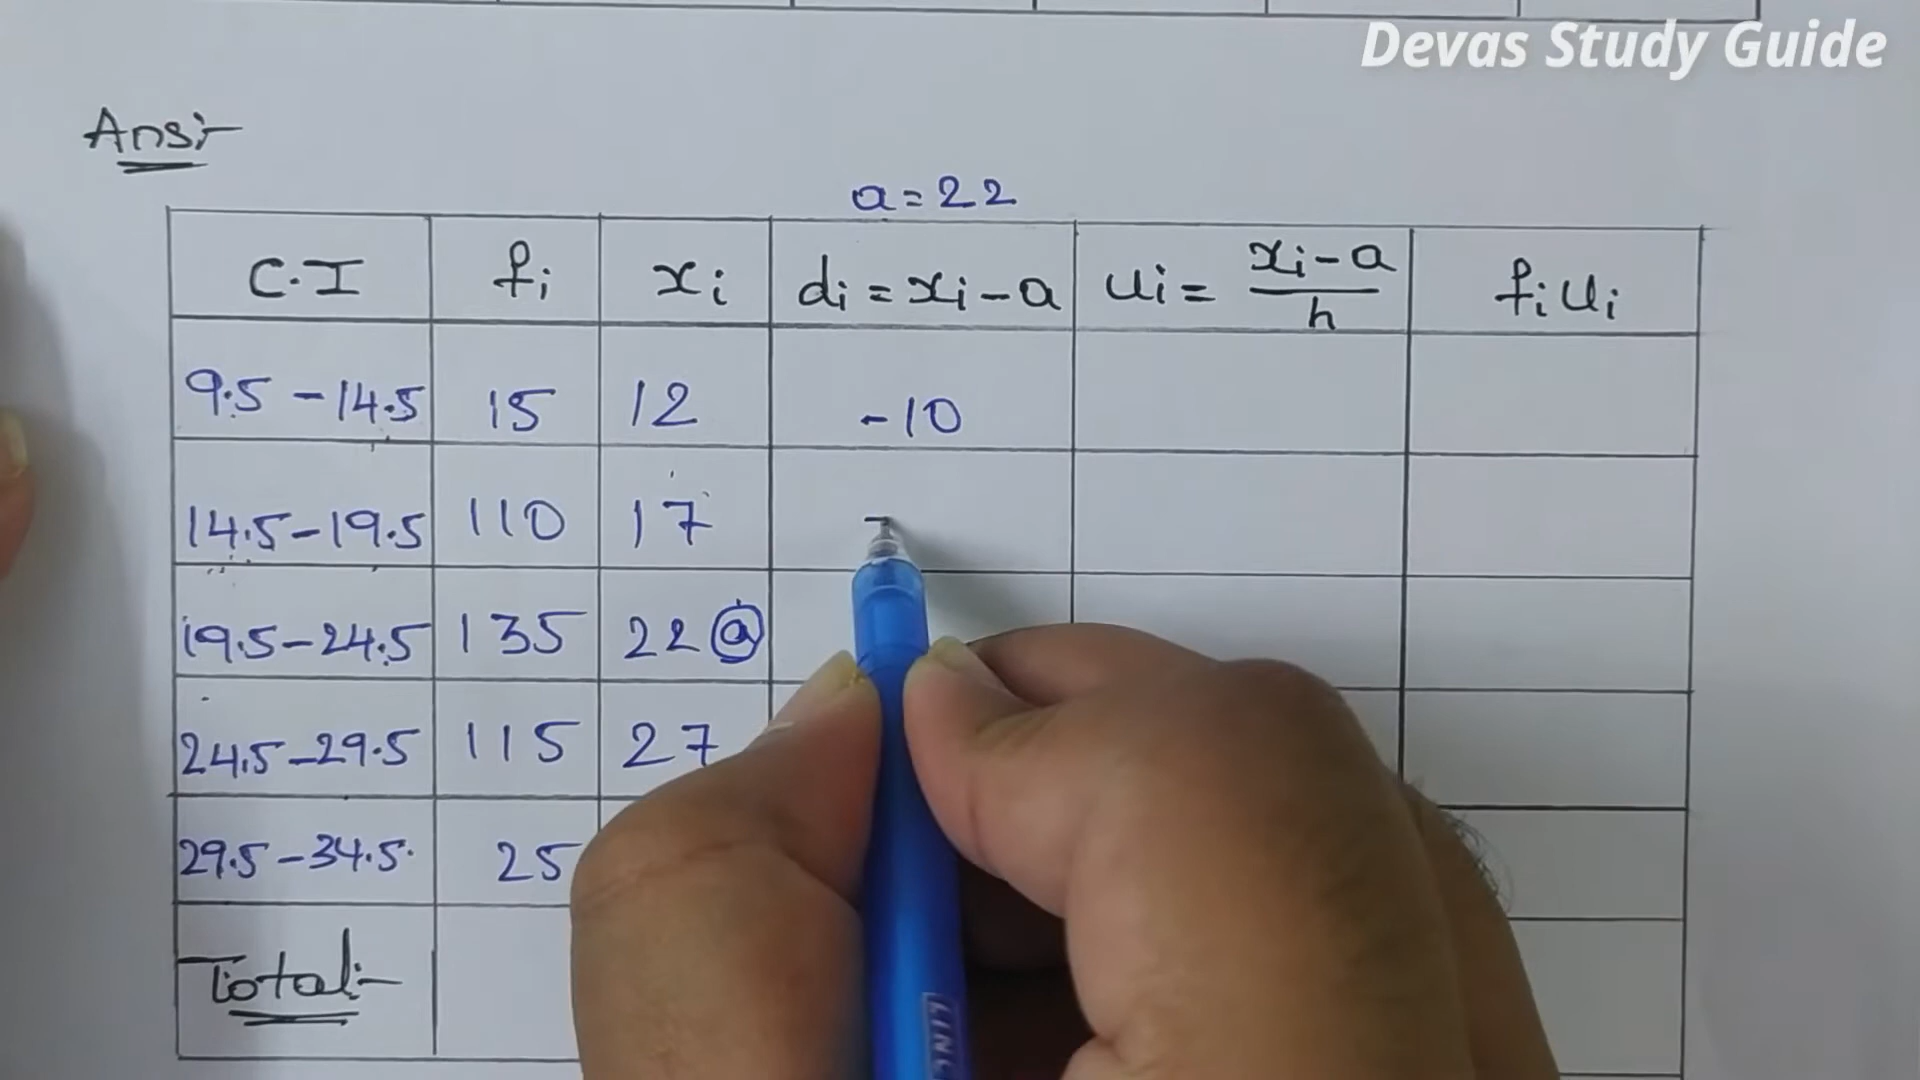 Devas Study Guide
Ans:-
a=22
C.I fi xi di = xi-a ui = xi-a/h fiui
9.5-14.5 15 12 -10
14.5-19.5 110 17 -
19.5-24.5 135 22 a
24.5-29.5 115 27
29.5-34.5 25
Total:-